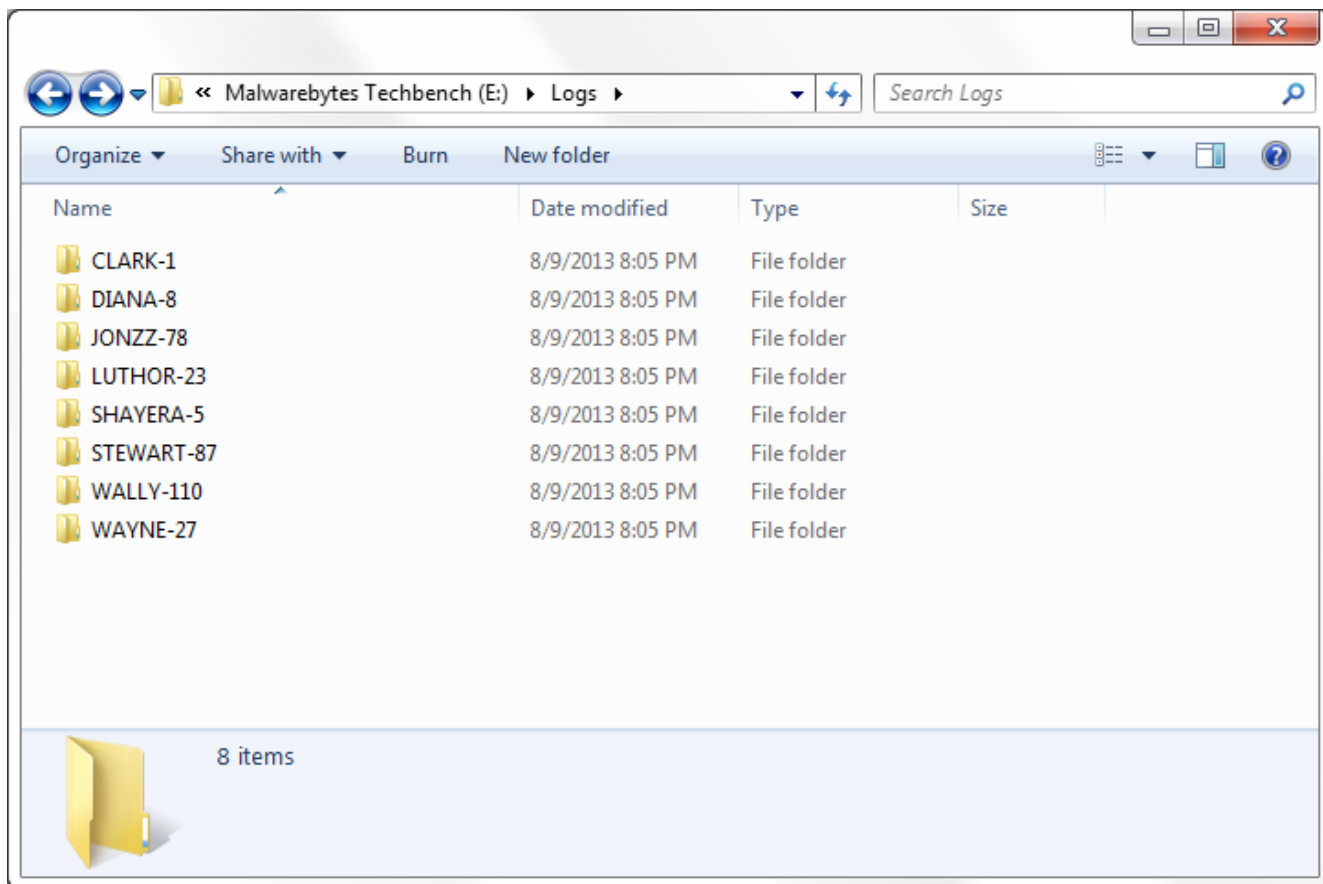 « Malwarebytes Techbench (E:) ▸ Logs ▸ Search Logs
Organize Share with Burn New folder
Name Date modified Type Size
CLARK-1 8/9/2013 8:05 PM File folder
DIANA-8 8/9/2013 8:05 PM File folder
JONZZ-78 8/9/2013 8:05 PM File folder
LUTHOR-23 8/9/2013 8:05 PM File folder
SHAYERA-5 8/9/2013 8:05 PM File folder
STEWART-87 8/9/2013 8:05 PM File folder
WALLY-110 8/9/2013 8:05 PM File folder
WAYNE-27 8/9/2013 8:05 PM File folder
8 items